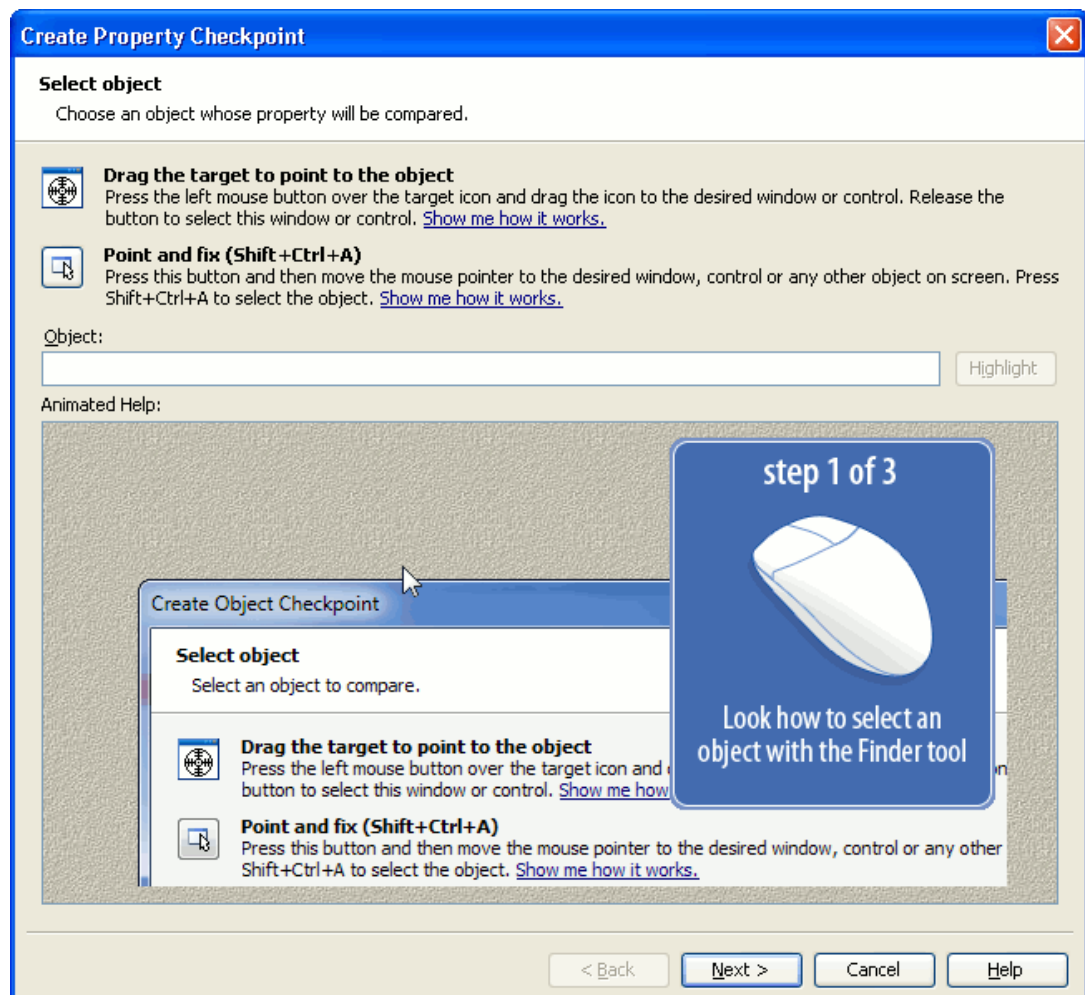 Create Property Checkpoint
Select object
Choose an object whose property will be compared.
Drag the target to point to the object
Press the left mouse button over the target icon and drag the icon to the desired window or control. Release the
button to select this window or control. Show me how it works.
Point and fix (Shift+Ctrl+A)
Press this button and then move the mouse pointer to the desired window, control or any other object on screen. Press
Shift+Ctrl+A to select the object. Show me how it works.
Object:
Highlight
Animated Help:
step 1 of 3
Look how to select an
object with the Finder tool
Create Object Checkpoint
Select object
Select an object to compare.
Drag the target to point to the object
Press the left mouse button over the target icon and
button to select this window or control. Show me how
Point and fix (Shift+Ctrl+A)
Press this button and then move the mouse pointer to the desired window, control or any other
Shift+Ctrl+A to select the object. Show me how it works.
< Back
Next >
Cancel
Help